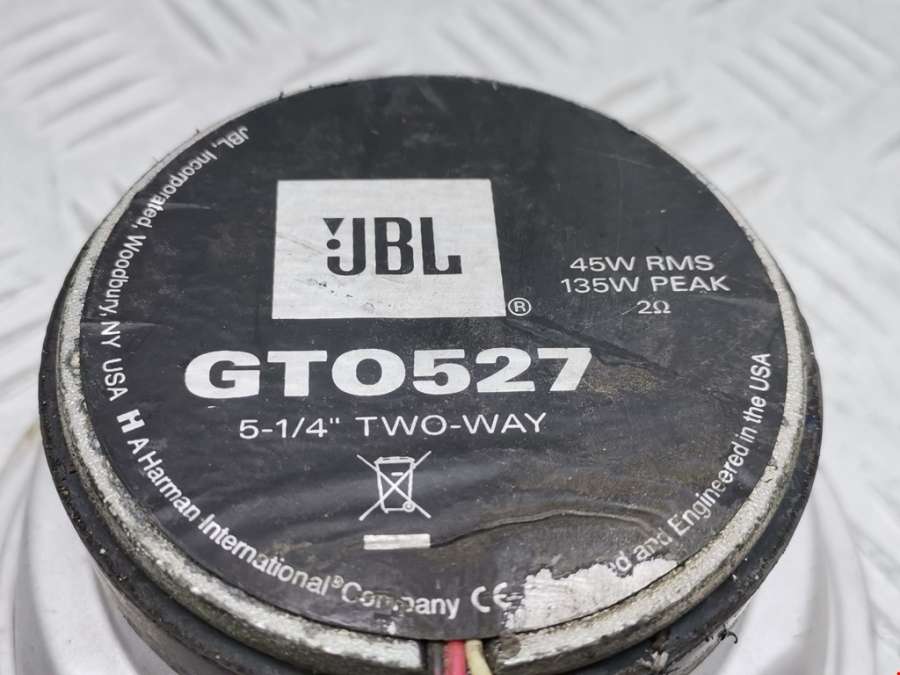 JBL
®
45W RMS
135W PEAK
2Ω
GTO527
5-1/4" TWO-WAY
JBL, Incorporated, Woodbury, NY USA H A Harman International® Company CE
and Engineered in the USA